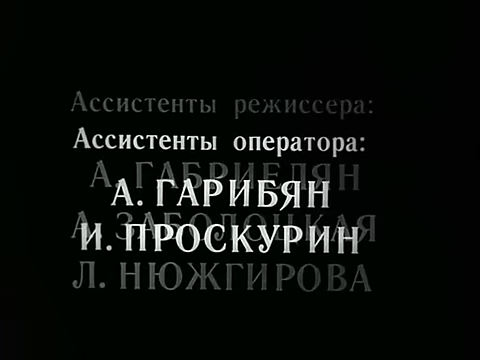 Ассистенты режиссера:
Ассистенты оператора:
А. ГАБРИЕЛЯН
А. ГАРИБЯН
А. ЗАБОЛОЦКАЯ
И. ПРОСКУРИН
Л. НЮЖГИРОВА